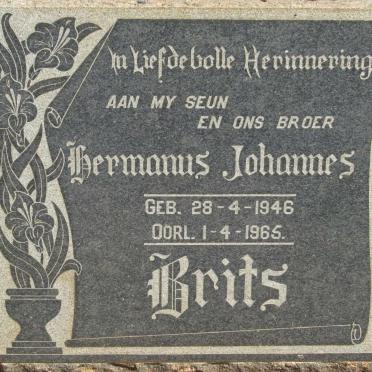 In Liefdevolle Herinnering
AAN MY SEUN
EN ONS BROER
Hermanus Johannes
GEB. 28-4-1946
OORL. 1-4-1965.
Brits